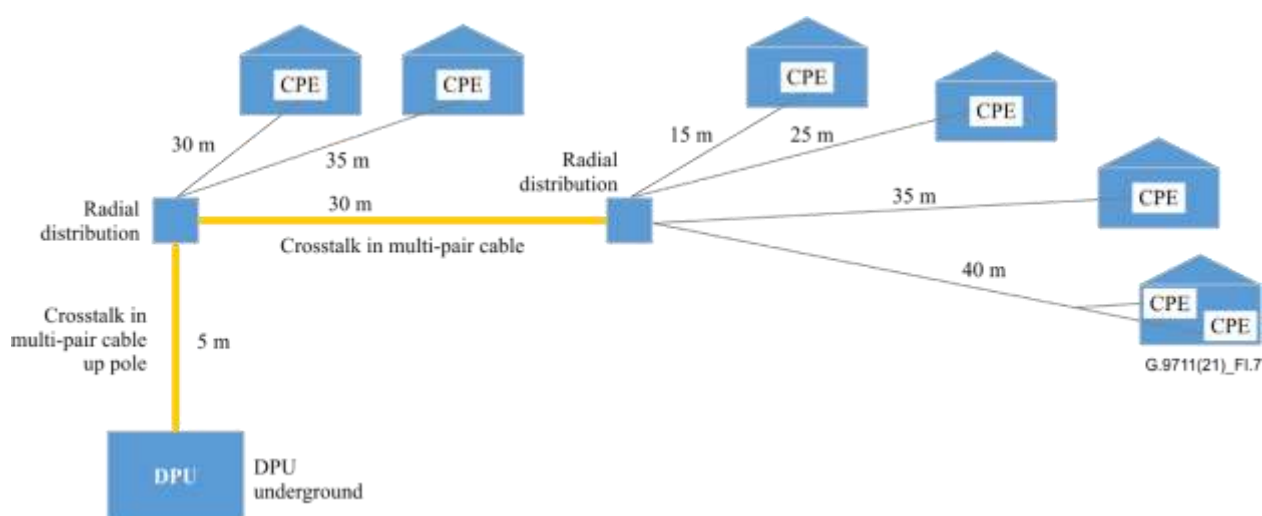 CPE
CPE
CPE
CPE
30 m
35 m
15 m
25 m
Radial
distribution
CPE
Radial
distribution
30 m
35 m
Crosstalk in multi-pair cable
40 m
CPE
CPE
Crosstalk in
multi-pair cable
up pole
5 m
G.9711(21)_FI.7
DPU
DPU
underground